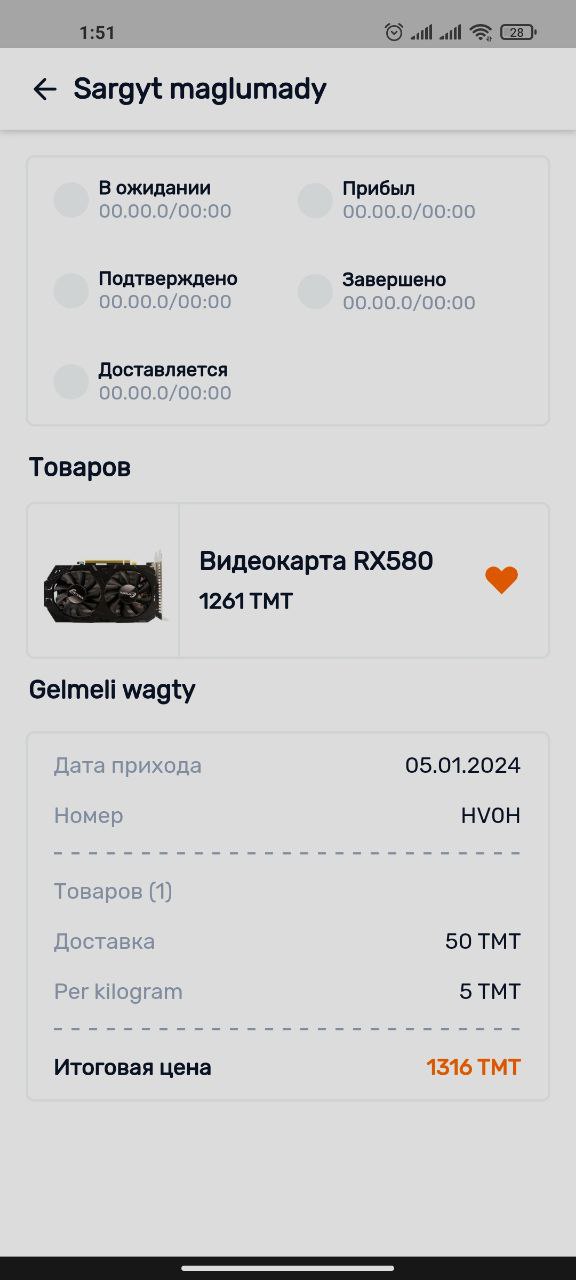 1:51
28
Sargyt maglumady
В ожидании
00.00.0/00:00
Прибыл
00.00.0/00:00
Подтверждено
00.00.0/00:00
Завершено
00.00.0/00:00
Доставляется
00.00.0/00:00
Товаров
Видеокарта RX580
1261 TMT
Gelmeli wagty
Дата прихода 05.01.2024
Номер HV0H
Товаров (1)
Доставка 50 TMT
Per kilogram 5 TMT
Итоговая цена 1316 TMT